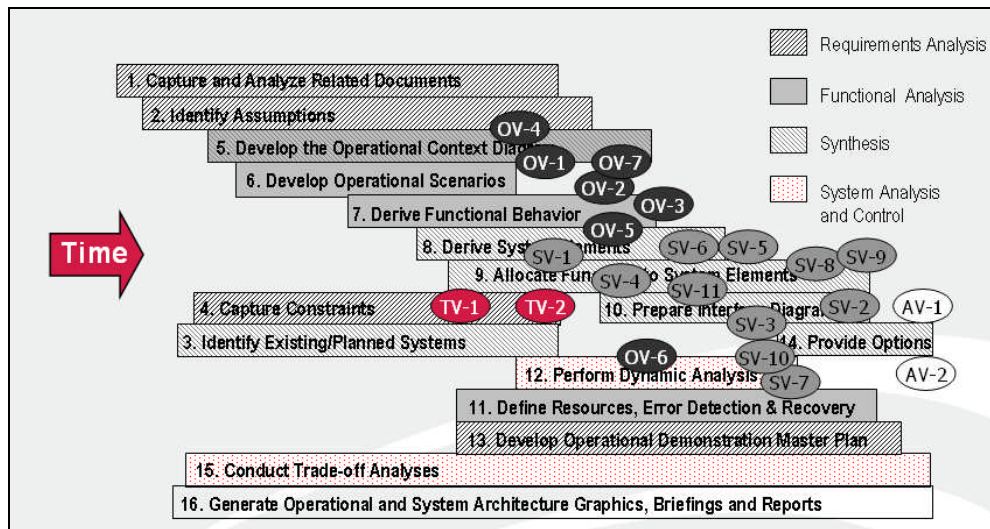 Requirements Analysis
1. Capture and Analyze Related Documents
Functional Analysis
2. Identify Assumptions
OV-4
5. Develop the Operational Context
Synthesis
OV-1
OV-7
6. Develop Operational Scenarios
OV-2
System Analysis
and Control
OV-3
7. Derive Functional Behavior
OV-5
8. Derive
SV-6
SV-5
Time
SV-1
SV-9
SV-8
9. Allocate to System Elements
SV-4
SV-11
4. Capture Constraints
TV-1
TV-2
10. Prepare
SV-2
AV-1
SV-3
3. Identify Existing/Planned Systems
14. Provide Options
OV-6
SV-10
12. Perform Dynamic Analysis
SV-7
AV-2
11. Define Resources, Error Detection & Recovery
13. Develop Operational Demonstration Master Plan
15. Conduct Trade-off Analyses
16. Generate Operational and System Architecture Graphics, Briefings and Reports